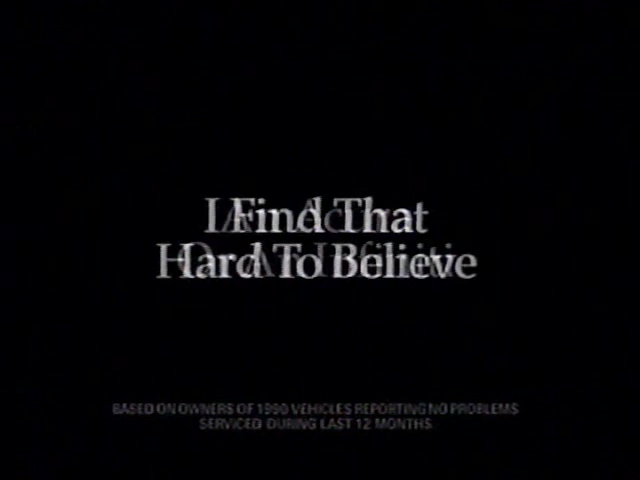 I Find That
Hard To Believe
BASED ON OWNERS OF 1990 VEHICLES REPORTING NO PROBLEMS
SERVICED DURING LAST 12 MONTHS.